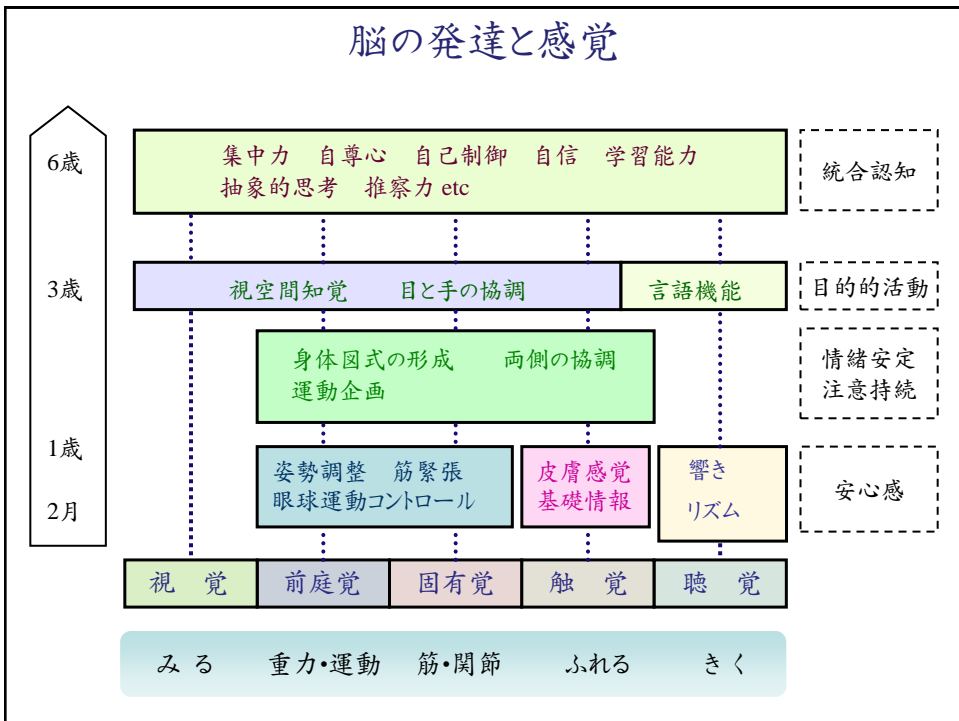 脳の発達と感覚
6歳
集中力 自尊心 自己制御 自信 学習能力
抽象的思考 推察力 etc
統合認知
3歳
視空間知覚 目と手の協調
言語機能
目的的活動
身体図式の形成 両側の協調
運動企画
情緒安定
注意持続
1歳
2月
姿勢調整 筋緊張
眼球運動コントロール
皮膚感覚
基礎情報
響き
リズム
安心感
視 覚
前庭覚
固有覚
触 覚
聴 覚
みる
重力・運動
筋・関節
ふれる
きく